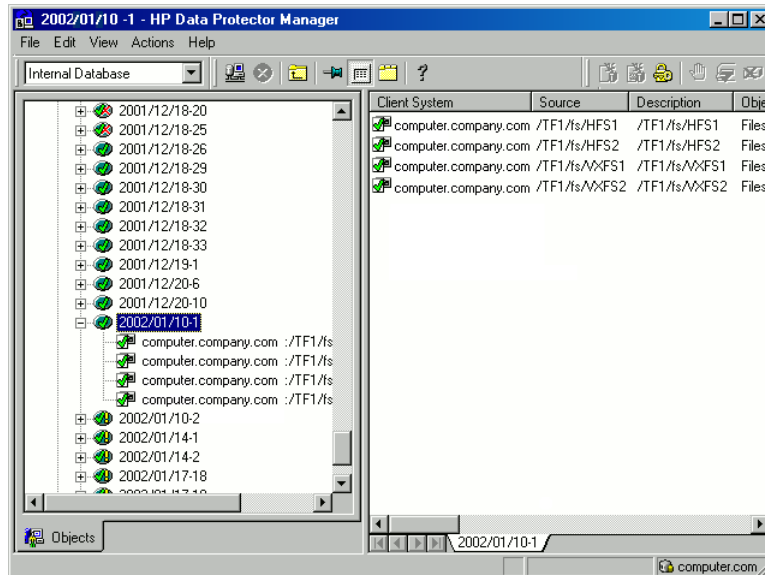 2002/01/10 -1 - HP Data Protector Manager
File Edit View Actions Help
Internal Database
2001/12/18-20
2001/12/18-25
2001/12/18-26
2001/12/18-29
2001/12/18-30
2001/12/18-31
2001/12/18-32
2001/12/18-33
2001/12/19-1
2001/12/20-6
2001/12/20-10
2002/01/10-1
computer.company.com :/TF1/fs
computer.company.com :/TF1/fs
computer.company.com :/TF1/fs
computer.company.com :/TF1/fs
2002/01/10-2
2002/01/14-1
2002/01/14-2
2002/01/17-18
Objects
Client System Source Description Obje
computer.company.com /TF1/fs/HFS1 /TF1/fs/HFS1 Files
computer.company.com /TF1/fs/HFS2 /TF1/fs/HFS2 Files
computer.company.com /TF1/fs/VXFS1 /TF1/fs/VXFS1 Files
computer.company.com /TF1/fs/VXFS2 /TF1/fs/VXFS2 Files
2002/01/10-1
computer.com